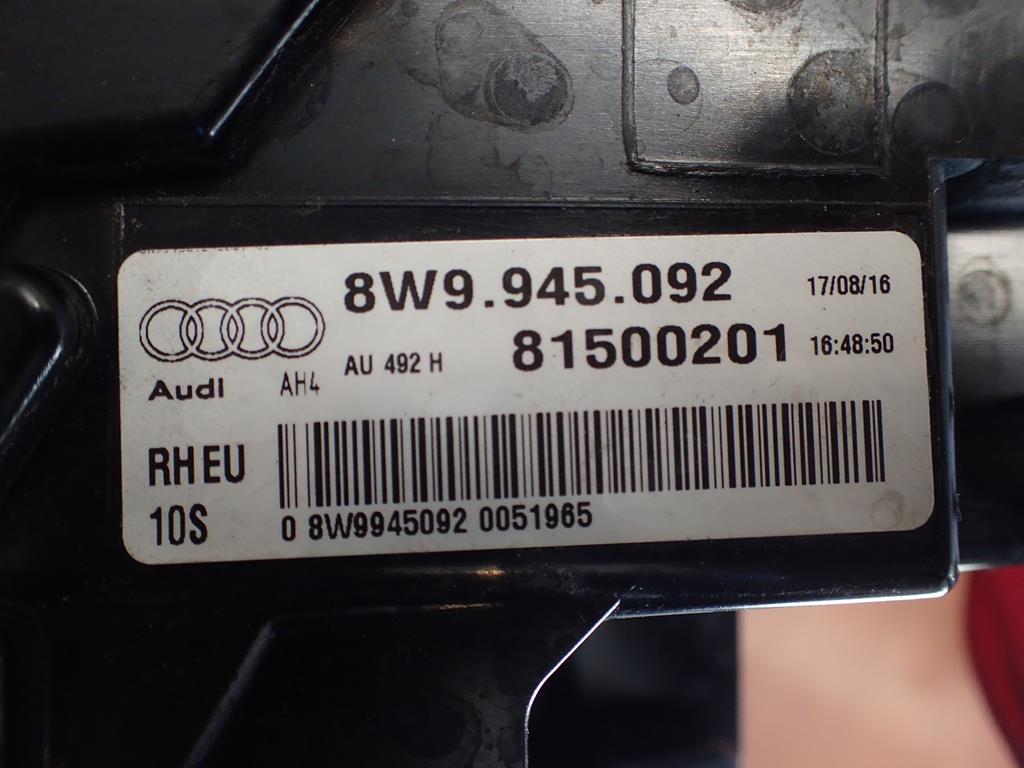 8W9.945.092 17/08/16
AU 492 H 81500201 16:48:50
Audi AH4
RH EU
10S
0 8W9945092 0051965